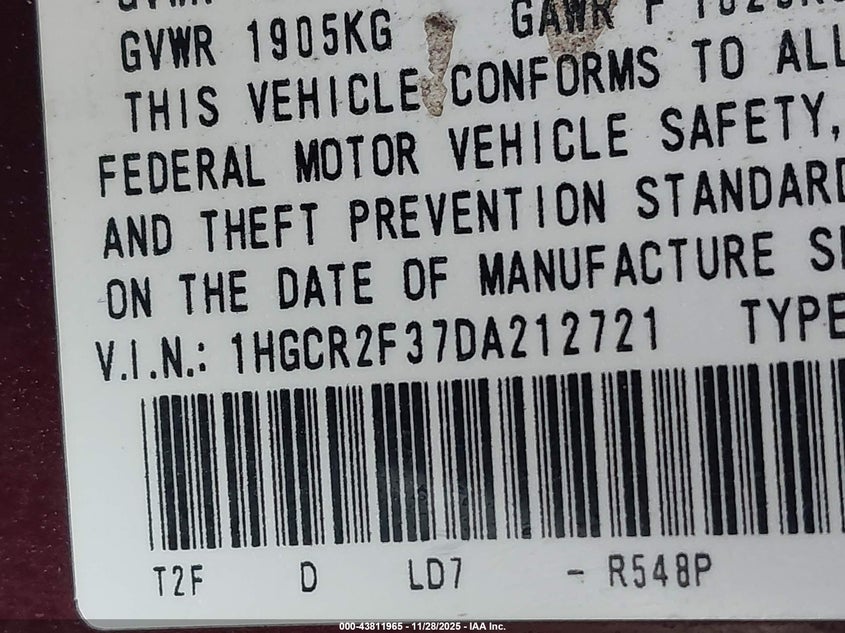 GVWR 1905KG GAWR F
THIS VEHICLE CONFORMS TO ALL
FEDERAL MOTOR VEHICLE SAFETY,
AND THEFT PREVENTION STANDARD
ON THE DATE OF MANUFACTURE
V.I.N.: 1HGCR2F37DA212721 TYPE
T2F D LD7 - R548P
000-43811965 - 11/28/2025 - IAA Inc.